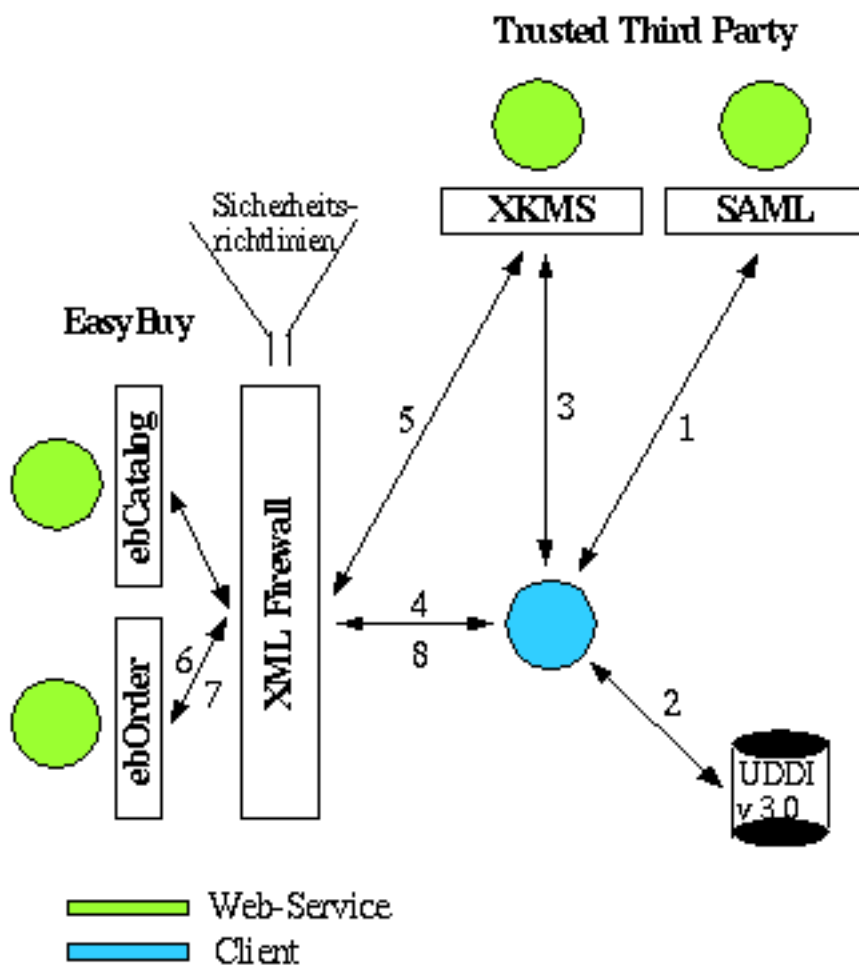 Trusted Third Party
XKMS
SAML
Sicherheits-
richtlinien
EasyBuy
ebCatalog
ebOrder
XML Firewall
5
3
1
4
8
6
7
2
UDDI
v 3.0
Web-Service
Client